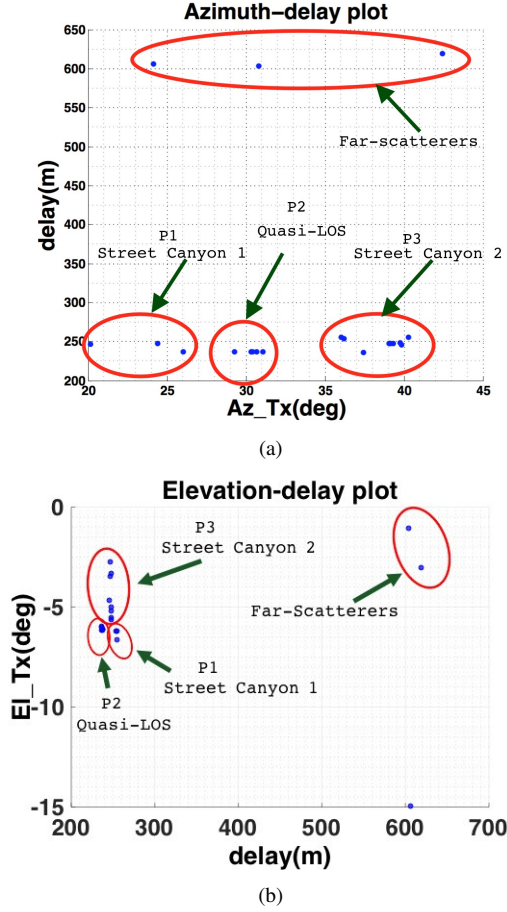 Azimuth–delay plot
650
600
550
500
450
400
350
300
250
200
delay(m)
Far-scatterers
P1
Street Canyon 1
P2
Quasi-LOS
P3
Street Canyon 2
20
25
30
35
40
45
Az_Tx(deg)
(a)
Elevation-delay plot
0
-5
-10
-15
El_Tx(deg)
P3
Street Canyon 2
Far-Scatterers
P1
Street Canyon 1
P2
Quasi-LOS
200
300
400
500
600
700
delay(m)
(b)